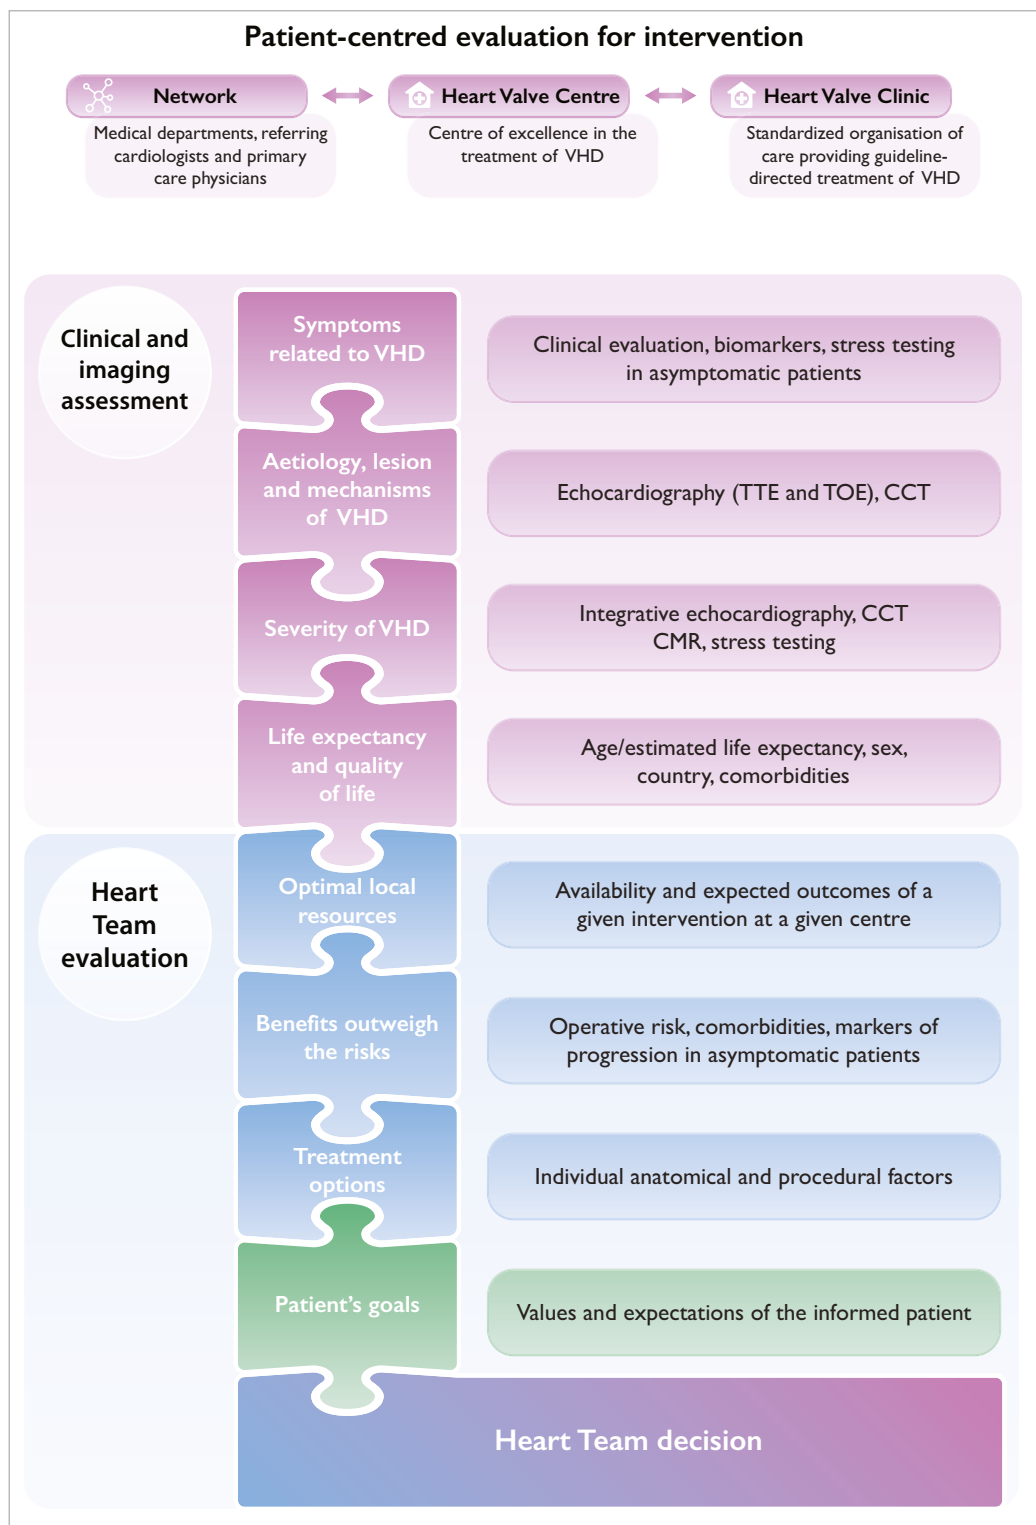 Patient-centred evaluation for intervention
Network
Heart Valve Centre
Heart Valve Clinic
Medical departments, referring
cardiologists and primary
care physicians
Centre of excellence in the
treatment of VHD
Standardized organisation of
care providing guideline-
directed treatment of VHD
Clinical and
imaging
assessment
Symptoms
related to VHD
Clinical evaluation, biomarkers, stress testing
in asymptomatic patients
Aetiology, lesion
and mechanisms
of VHD
Echocardiography (TTE and TOE), CCT
Severity of VHD
Integrative echocardiography, CCT
CMR, stress testing
Life expectancy
and quality
of life
Age/estimated life expectancy, sex,
country, comorbidities
Heart
Team
evaluation
Optimal local
resources
Availability and expected outcomes of a
given intervention at a given centre
Benefits outweigh
the risks
Operative risk, comorbidities, markers of
progression in asymptomatic patients
Treatment
options
Individual anatomical and procedural factors
Patient's goals
Values and expectations of the informed patient
Heart Team decision